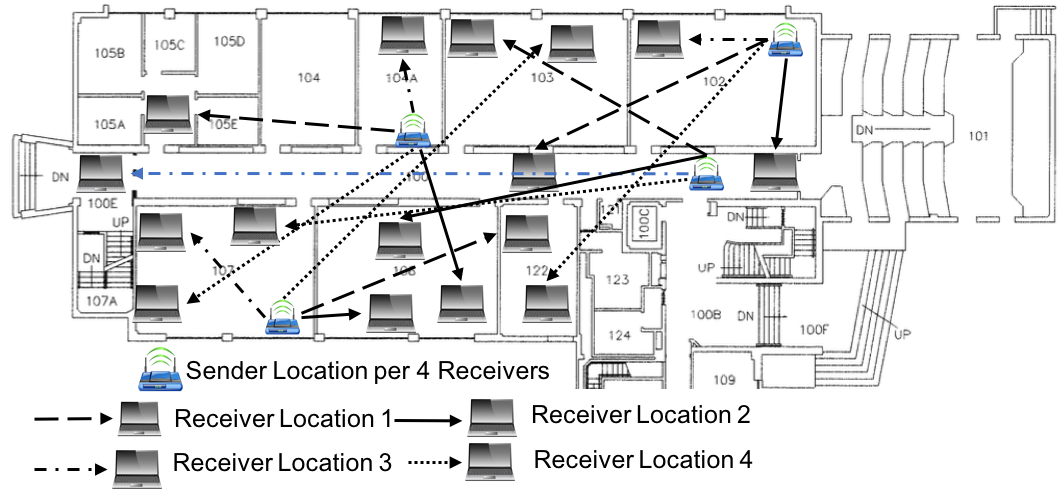 105B
105C
105D
104
104A
103
102
101
105A
105E
DN
DN
100E
UP
DN
107A
122
123
124
100C
DN
UP
100B
DN
100F
UP
109
Sender Location per 4 Receivers
Receiver Location 1
Receiver Location 2
Receiver Location 3
Receiver Location 4